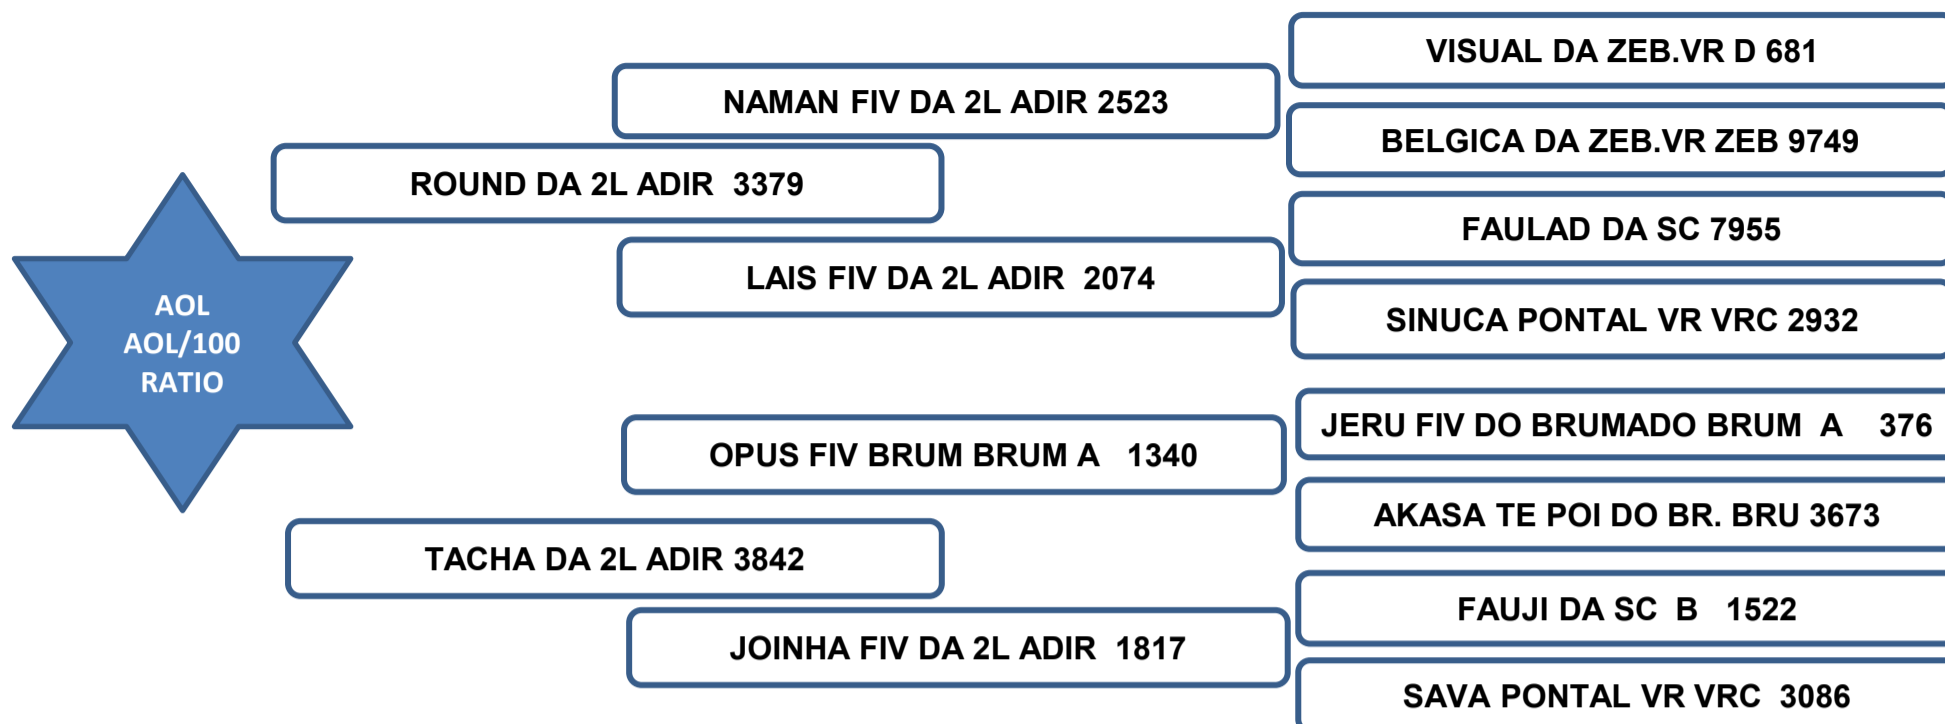 VISUAL DA ZEB.VR D 681
NAMAN FIV DA 2L ADIR 2523
BELGICA DA ZEB.VR ZEB 9749
ROUND DA 2L ADIR 3379
FAULAD DA SC 7955
LAIS FIV DA 2L ADIR 2074
SINUCA PONTAL VR VRC 2932
AOL
AOL/100
RATIO
JERU FIV DO BRUMADO BRUM A 376
OPUS FIV BRUM BRUM A 1340
AKASA TE POI DO BR. BRU 3673
TACHA DA 2L ADIR 3842
FAUJI DA SC B 1522
JOINHA FIV DA 2L ADIR 1817
SAVA PONTAL VR VRC 3086